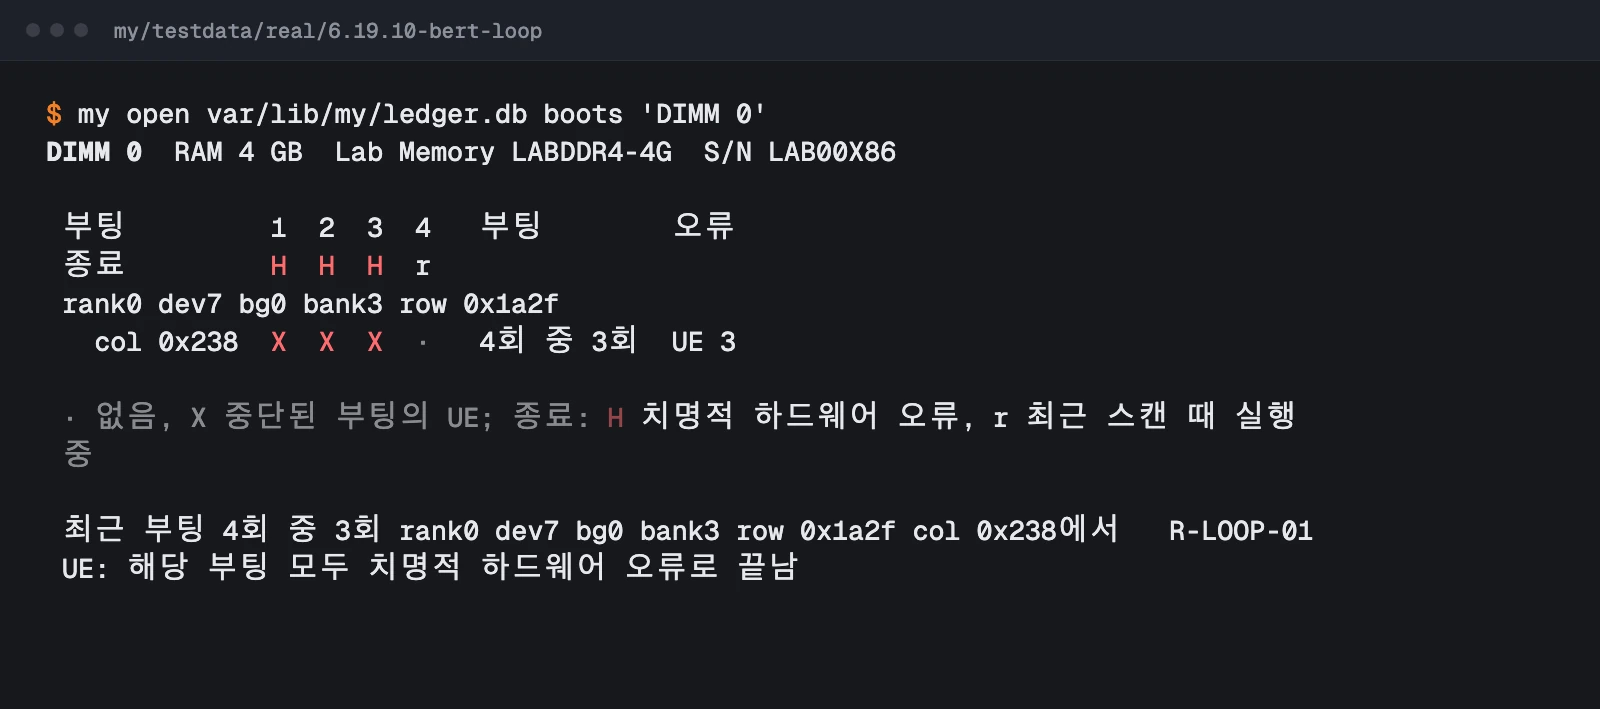 my/testdata/real/6.19.10-bert-loop
$ my open var/lib/my/ledger.db boots 'DIMM 0'
DIMM 0  RAM 4 GB  Lab Memory LABDDR4-4G  S/N LAB00X86
부팅 1 2 3 4 부팅 오류
종료 H H H r
rank0 dev7 bg0 bank3 row 0x1a2f
col 0x238 X X X · 4회 중 3회 UE 3
· 없음, X 중단된 부팅의 UE; 종료: H 치명적 하드웨어 오류, r 최근 스캔 때 실행
중
최근 부팅 4회 중 3회 rank0 dev7 bg0 bank3 row 0x1a2f col 0x238에서 R-LOOP-01
UE: 해당 부팅 모두 치명적 하드웨어 오류로 끝남